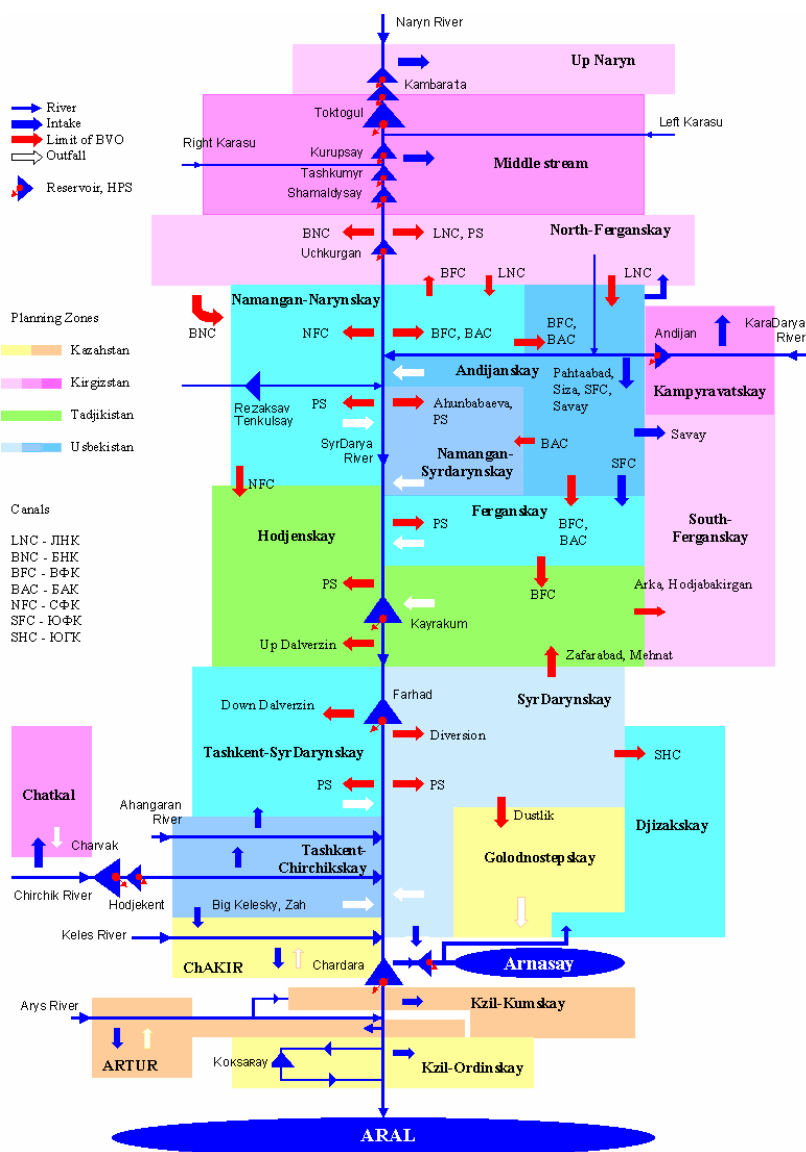 Naryn River
Up Naryn
Kambarata
River
Intake
Limit of BVO
Outfall
Reservoir, HPS
Toktogul
Left Karasu
Right Karasu
Kurupsay
Middle stream
Tashkumyr
Shamaldysay
BNC
LNC, PS
North-Ferganskay
Uchkurgan
BFC
LNC
LNC
Namangan-Narynskay
BNC
Planning Zones
Kazahstan
Kirgizstan
Tadjikistan
Usbekistan
NFC
BFC, BAC
BFC,
BAC
Andijan
KaraDarya
River
Andijanskay
Pahtaabad,
Siza, SFC,
Savay
Kampyravatskay
Rezaksav
Tenkulsay
PS
Ahunbabaeva,
PS
SyrDarya
River
Namangan-
Syrdarynskay
BAC
Savay
SFC
NFC
Canals
LNC - ЛНК
BNC - БНК
BFC - ВФК
BAC - БАК
NFC - СФК
SFC - ЮФК
SHC - ЮГК
Hodjenskay
Ferganskay
PS
BFC,
BAC
South-
Ferganskay
PS
BFC
Arka, Hodjabakirgan
Kayrakum
Up Dalverzin
Zafarabad, Mehnat
Farhad
SyrDarynskay
Down Dalverzin
Diversion
Tashkent-SyrDarynskay
SHC
PS
PS
Chatkal
Ahangaran
River
Dustlik
Djizakskay
Charvak
Tashkent-
Chirchikskay
Golodnostepskay
Chirchik River
Hodjekent
Big Kelesky, Zah
Keles River
ChAKIR
Chardara
Arnasay
Arys River
Kzil-Kumskay
ARTUR
Koksaray
Kzil-Ordinskay
ARAL